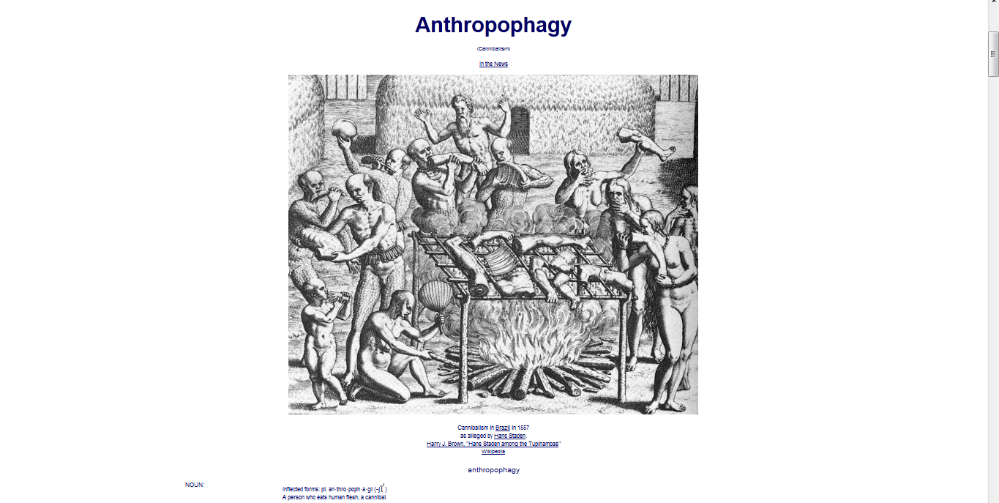 Anthropophagy
(Cannibalism)
In the News
Cannibalism in Brazil in 1557
as alleged by Hans Staden.
Harry J. Brown, "Hans Staden among the Tupinambas"
Wikipedia
anthropophagy
NOUN:
Inflected forms: pl. an·thro·poph·a·gi (
A person who eats human flesh; a cannibal.